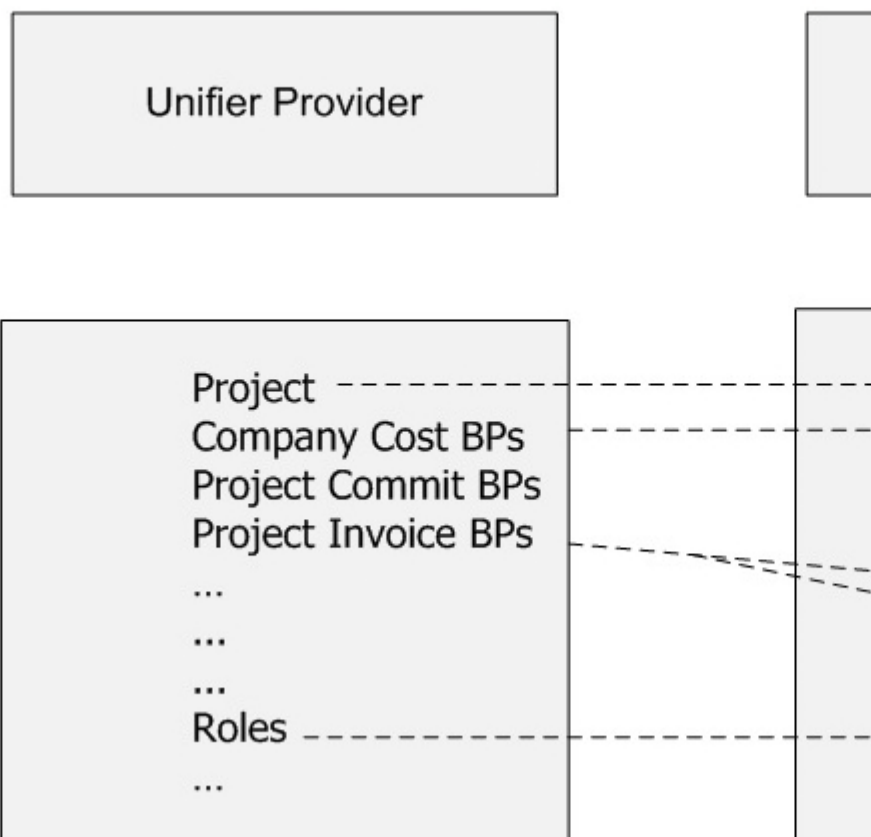 Unifier Provider
Project
Company Cost BPs
Project Commit BPs
Project Invoice BPs
...
...
...
Roles
...